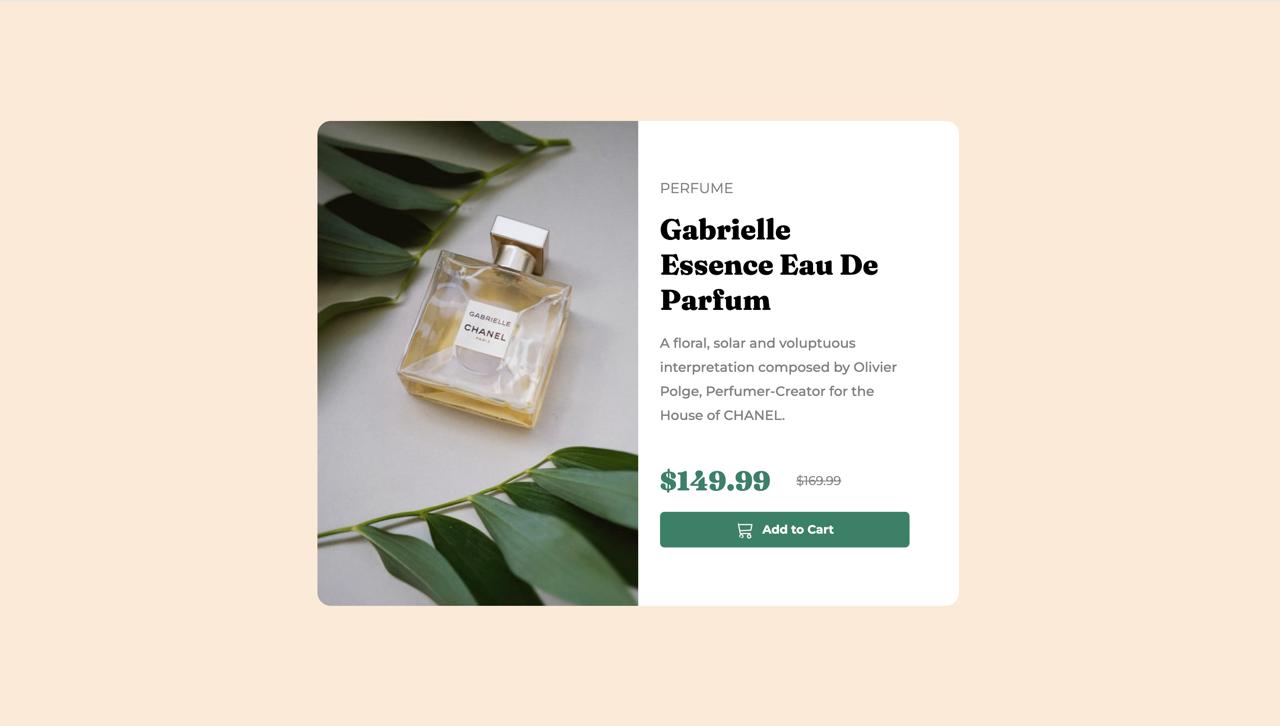 GABRIELLE
CHANEL
PARIS
PERFUME
Gabrielle
Essence Eau De
Parfum
A floral, solar and voluptuous
interpretation composed by Olivier
Polge, Perfumer-Creator for the
House of CHANEL.
$149.99 $169.99
Add to Cart